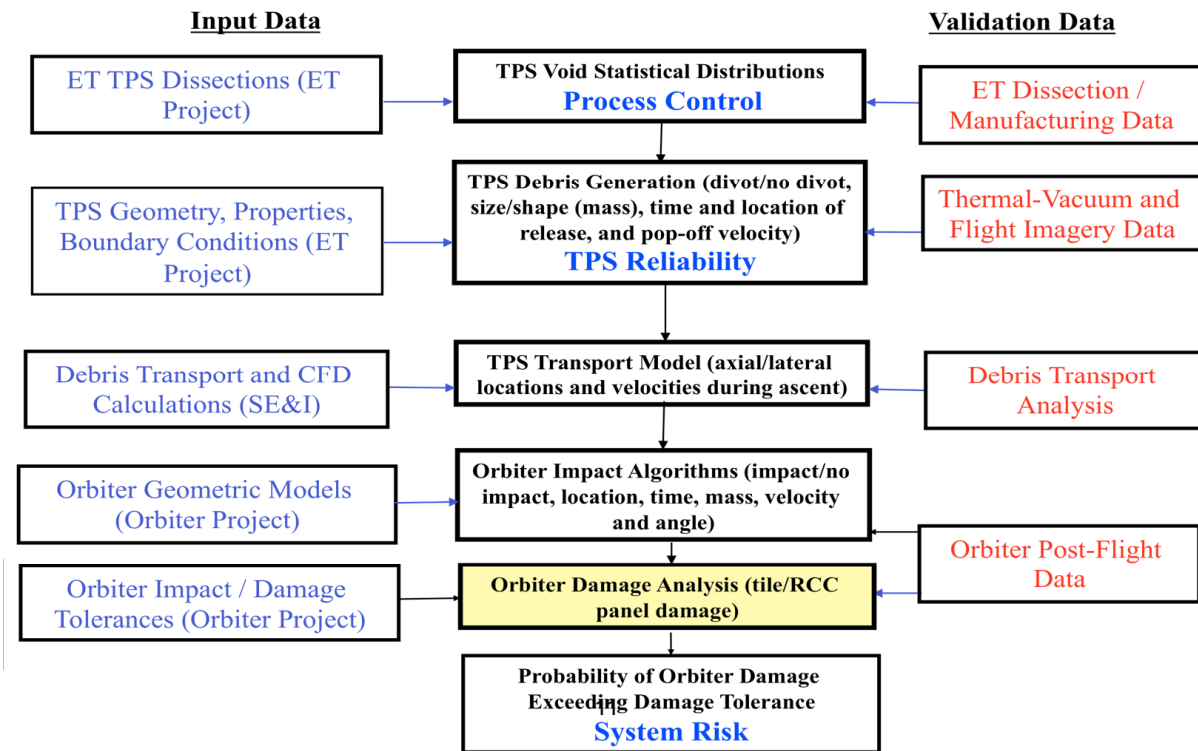 Input Data
Validation Data
ET TPS Dissections (ET
Project)
TPS Void Statistical Distributions
Process Control
ET Dissection /
Manufacturing Data
TPS Geometry, Properties,
Boundary Conditions (ET
Project)
TPS Debris Generation (divot/no divot,
size/shape (mass), time and location of
release, and pop-off velocity)
TPS Reliability
Thermal-Vacuum and
Flight Imagery Data
Debris Transport and CFD
Calculations (SE&I)
TPS Transport Model (axial/lateral
locations and velocities during ascent)
Debris Transport
Analysis
Orbiter Geometric Models
(Orbiter Project)
Orbiter Impact Algorithms (impact/no
impact, location, time, mass, velocity
and angle)
Orbiter Post-Flight
Data
Orbiter Impact / Damage
Tolerances (Orbiter Project)
Orbiter Damage Analysis (tile/RCC
panel damage)
Probability of Orbiter Damage
Exceeding Damage Tolerance
System Risk